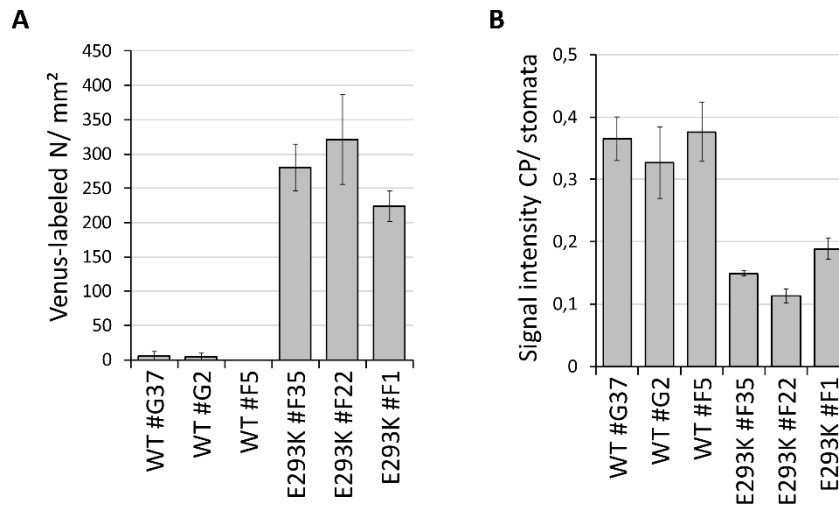 A
Venus-labeled N/ mm²
450
400
350
300
250
200
150
100
50
0
WT #G37
WT #G2
WT #F5
E293K #F35
E293K #F22
E293K #F1
B
Signal intensity CP/ stomata
0,5
0,4
0,3
0,2
0,1
0
WT #G37
WT #G2
WT #F5
E293K #F35
E293K #F22
E293K #F1